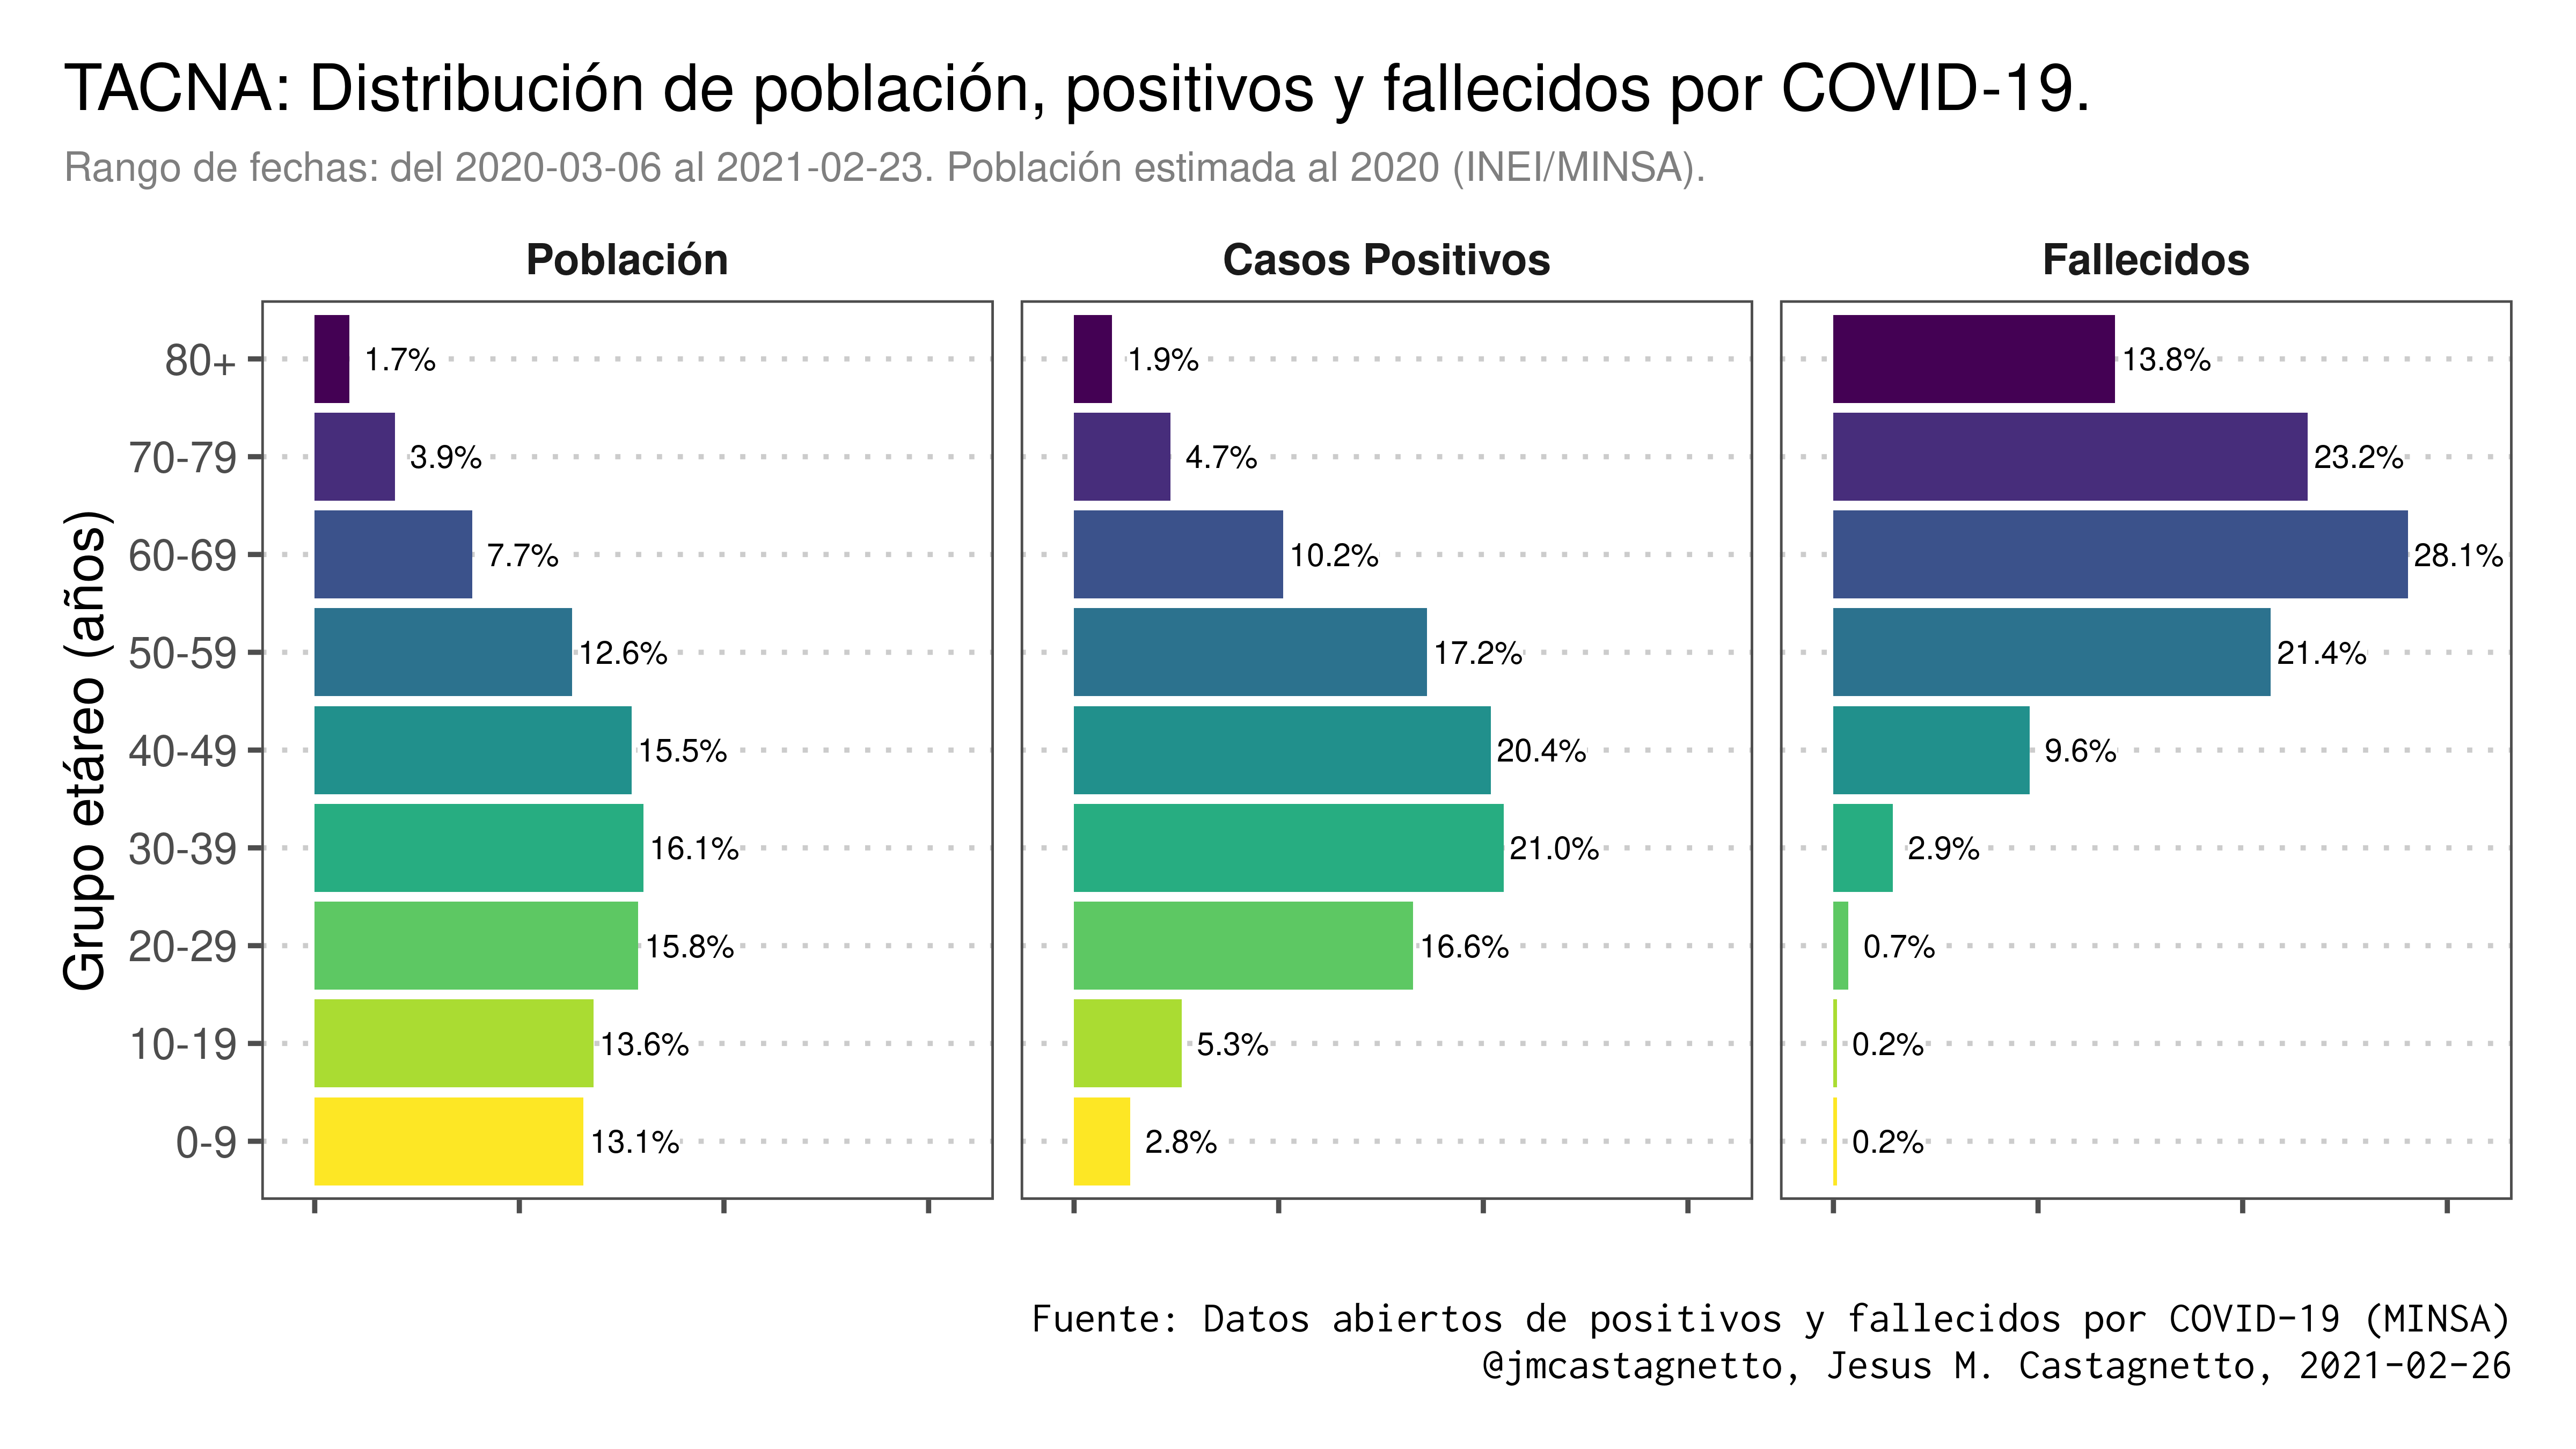 TACNA: Distribución de población, positivos y fallecidos por COVID-19.
Rango de fechas: del 2020-03-06 al 2021-02-23. Población estimada al 2020 (INEI/MINSA).
Población Casos Positivos Fallecidos
Grupo etáreo (años)
80+ 1.7% 1.9% 13.8%
70-79 3.9% 4.7% 23.2%
60-69 7.7% 10.2% 28.1%
50-59 12.6% 17.2% 21.4%
40-49 15.5% 20.4% 9.6%
30-39 16.1% 21.0% 2.9%
20-29 15.8% 16.6% 0.7%
10-19 13.6% 5.3% 0.2%
0-9 13.1% 2.8% 0.2%
Fuente: Datos abiertos de positivos y fallecidos por COVID-19 (MINSA)
@jmcastagnetto, Jesus M. Castagnetto, 2021-02-26